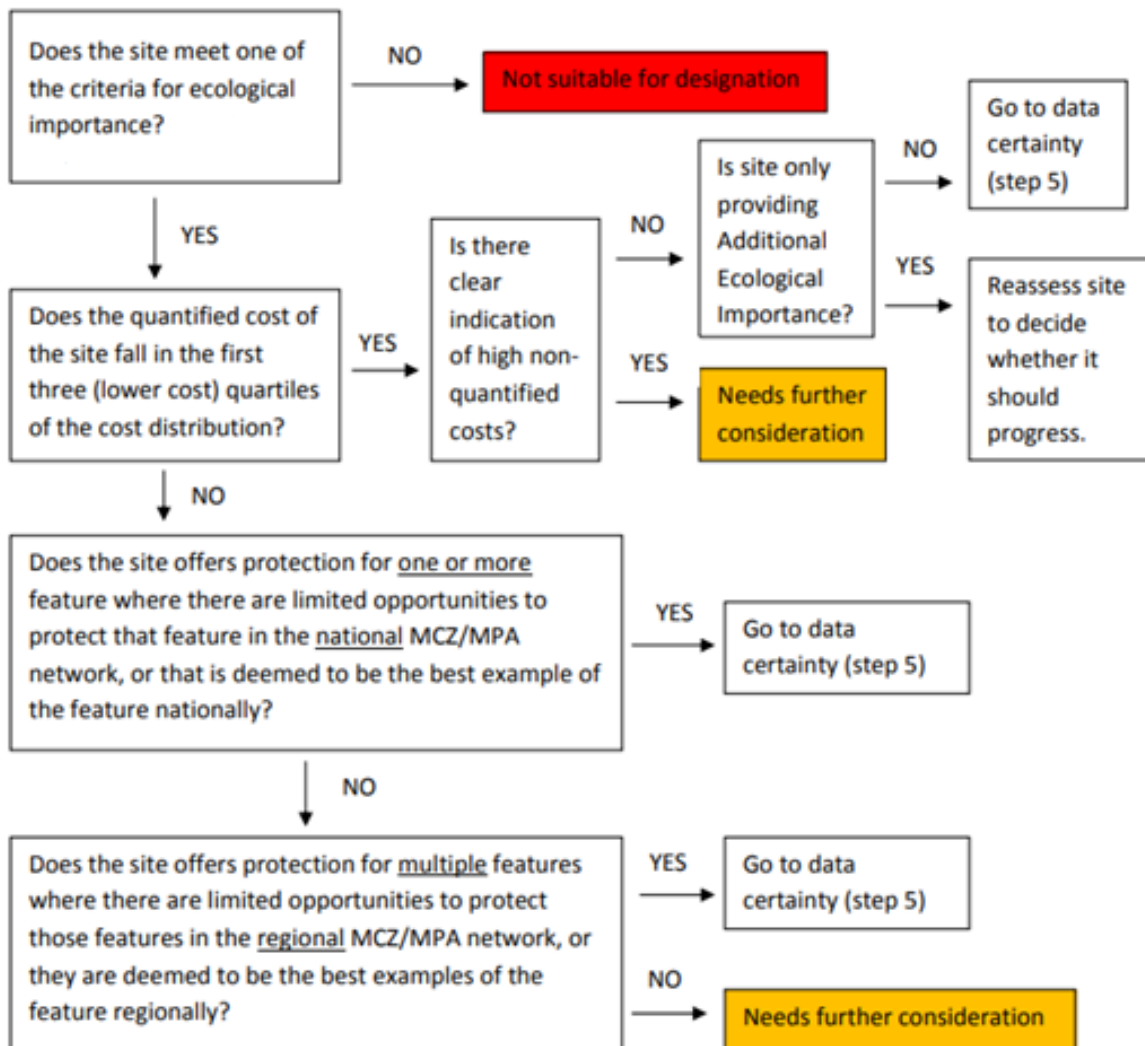 Does the site meet one of
the criteria for ecological
importance?
NO
Not suitable for designation
YES
Does the quantified cost of
the site fall in the first
three (lower cost) quartiles
of the cost distribution?
YES
Is there
clear
indication
of high non-
quantified
costs?
NO
Is site only
providing
Additional
Ecological
Importance?
NO
Go to data
certainty
(step 5)
YES
Reassess site
to decide
whether it
should
progress.
YES
Needs further
consideration
NO
Does the site offers protection for one or more
feature where there are limited opportunities to
protect that feature in the national MCZ/MPA
network, or that is deemed to be the best example of
the feature nationally?
YES
Go to data
certainty (step 5)
NO
Does the site offers protection for multiple features
where there are limited opportunities to protect
those features in the regional MCZ/MPA network, or
they are deemed to be the best examples of the
feature regionally?
YES
Go to data
certainty (step 5)
NO
Needs further consideration